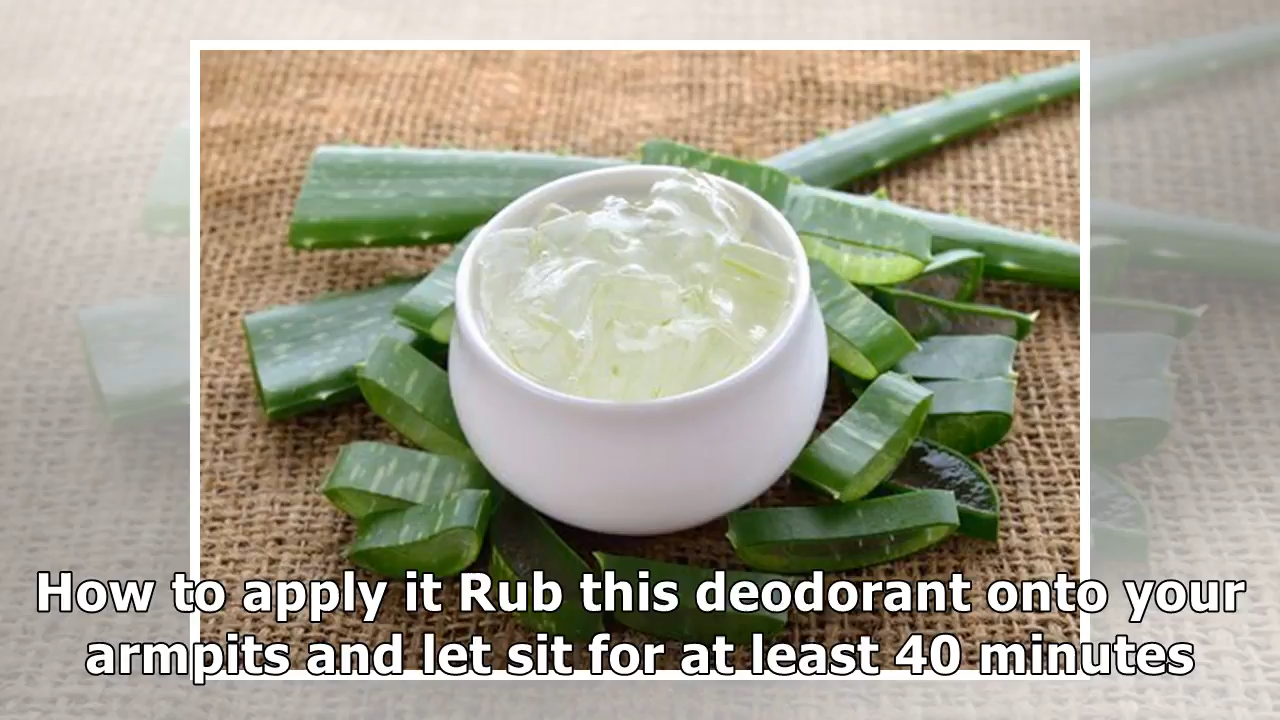 How to apply it Rub this deodorant onto your
armpits and let sit for at least 40 minutes